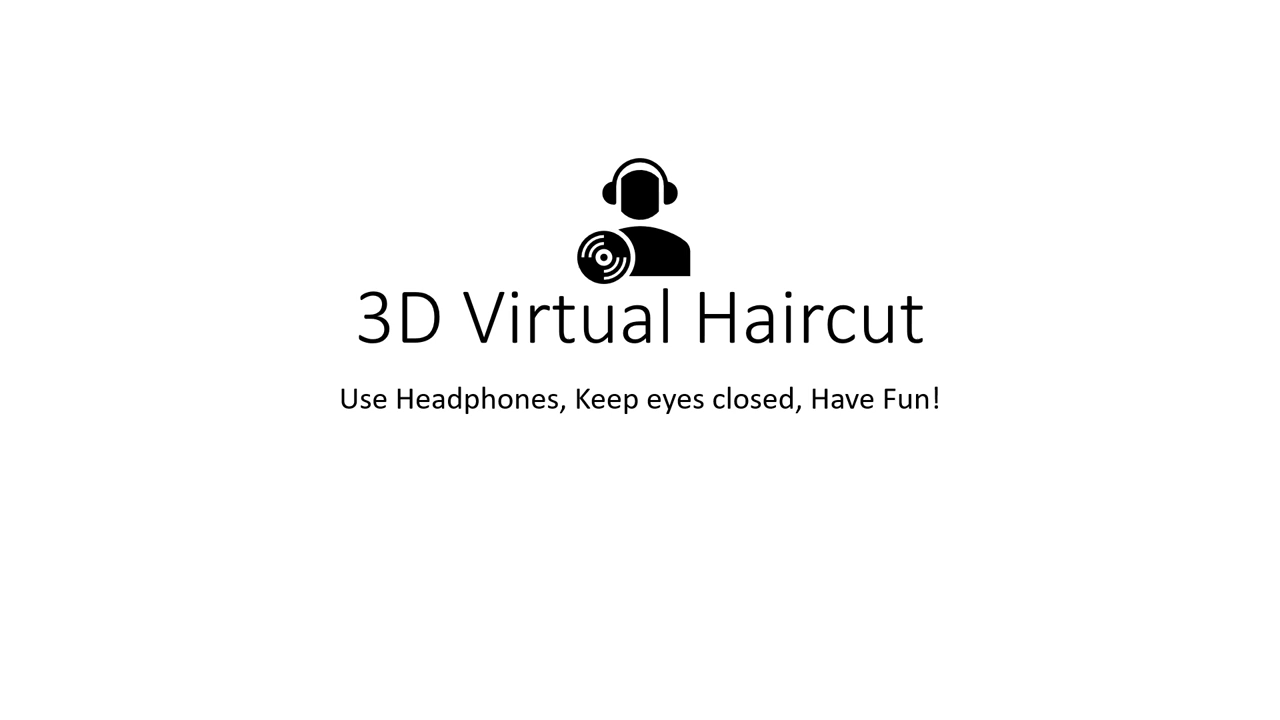 3D Virtual Haircut
Use Headphones, Keep eyes closed, Have Fun!